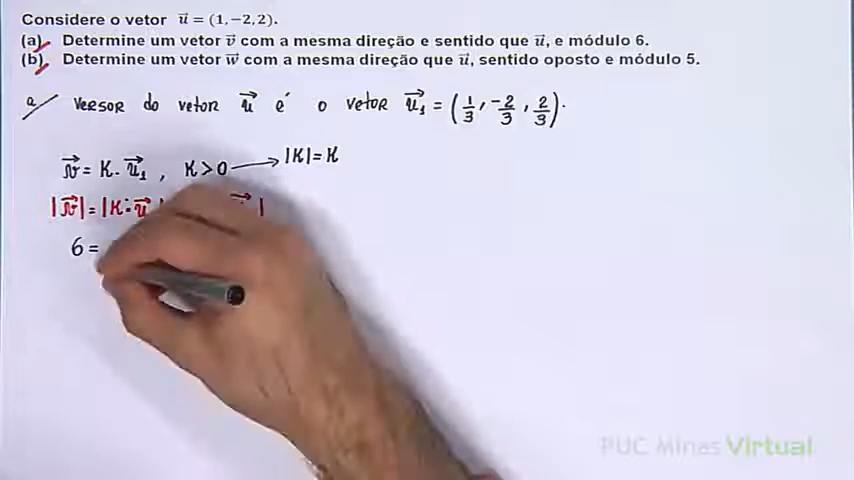 Considere o vetor u⃗ = (1, −2, 2).
(a) Determine um vetor v⃗ com a mesma direção e sentido que u⃗, e módulo 6.
(b) Determine um vetor w⃗ com a mesma direção que u⃗, sentido oposto e módulo 5.
a/ Versor do vetor u⃗ é o vetor u⃗₁ = (1/3, -2/3, 2/3).
v⃗ = K. u⃗₁, K > 0 → |K| = K
|v⃗| = |K. u⃗ |
6 =
PUC Minas Virtual